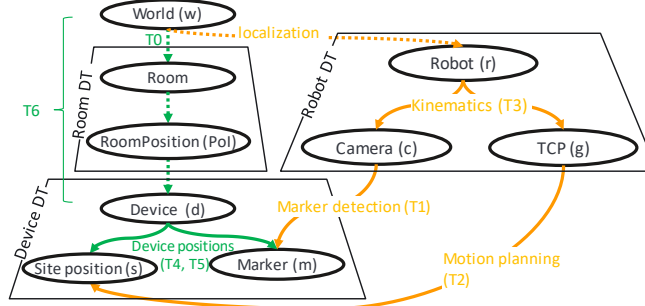 World (w)
T0
localization
Room DT
Room
Robot DT
Robot (r)
T6
Kinematics (T3)
RoomPosition (PoI)
Camera (c)
TCP (g)
Device DT
Device (d)
Marker detection (T1)
Device positions
(T4, T5)
Site position (s)
Marker (m)
Motion planning
(T2)